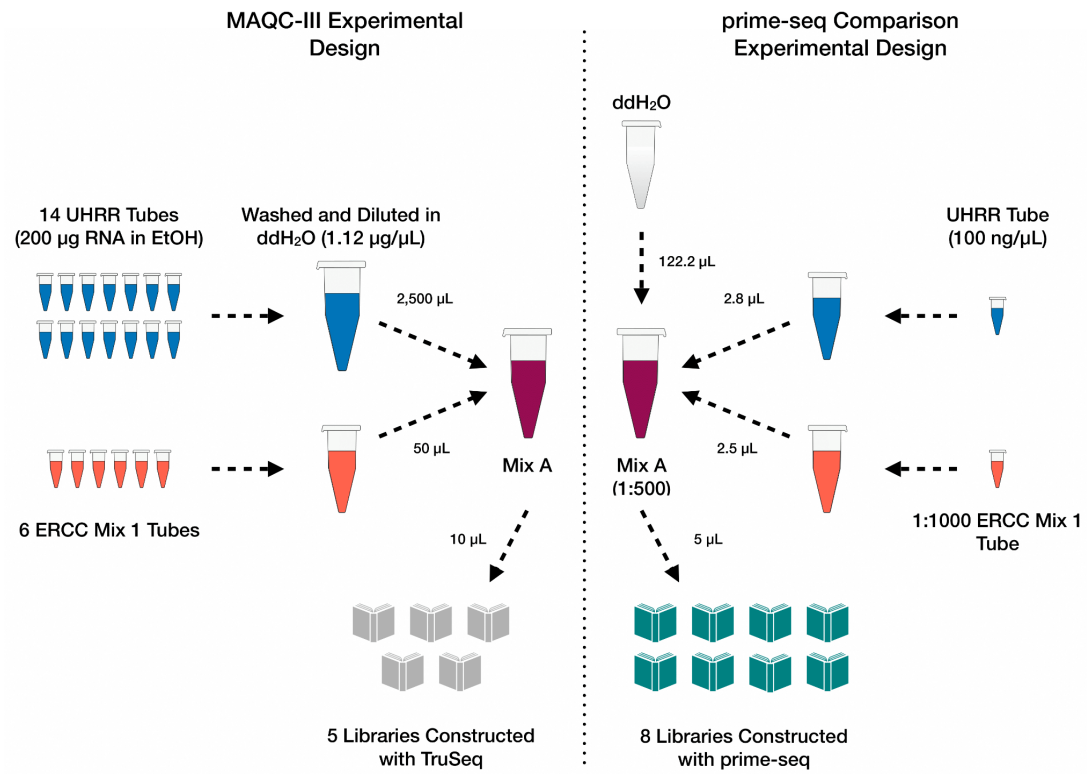 MAQC-III Experimental
Design
14 UHRR Tubes
(200 µg RNA in EtOH)
Washed and Diluted in
ddH₂O (1.12 µg/µL)
2,500 µL
50 µL
Mix A
6 ERCC Mix 1 Tubes
10 µL
5 Libraries Constructed
with TruSeq
prime-seq Comparison
Experimental Design
ddH₂O
122.2 µL
UHRR Tube
(100 ng/µL)
2.8 µL
2.5 µL
Mix A
(1:500)
1:1000 ERCC Mix 1
Tube
5 µL
8 Libraries Constructed
with prime-seq